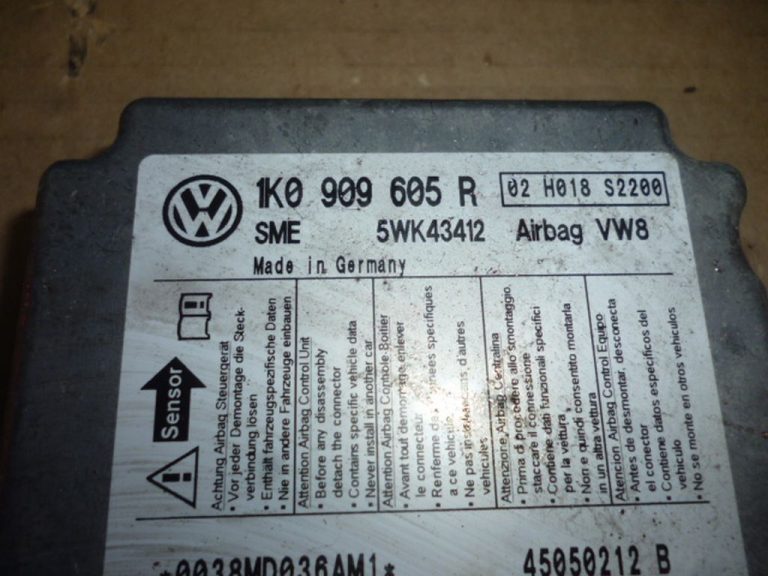 1K0 909 605 R
02 H018 S2200
SME 5WK43412 Airbag VW8
Made in Germany
Sensor
Achtung Airbag Steuergerät
• Vor jeder Demontage die Steck-
verbindung lösen
• Enthält fahrzeugspezifische Daten
• Nie in andere Fahrzeuge einbauen
Attention Airbag Control Unit
• Before any disassembly
detach the connector
• Contains specific vehicle data
• Never install in another car
Attention Airbag Contrôle-Boitier
• Avant tout démontage enlever
le connecteur
• Renferme des données spécifiques
a ce véhicule
• Ne pas dans d'autres
véhicules
Attenzione Airbag Centralina
• Prima di procedere allo smontaggio,
staccare il connessione
• Contiene dati funzionali specifici
per la vettura
• Non e quindi consentito montarla
in un altra vettura
Atencion Airbag Control Equipo
• Antes de desmontar, desconecta
el conector
• Contiene datos especificos del
vehiculo
• No se monte en otros vehiculos
*0038MD036AM1*
45050212 B